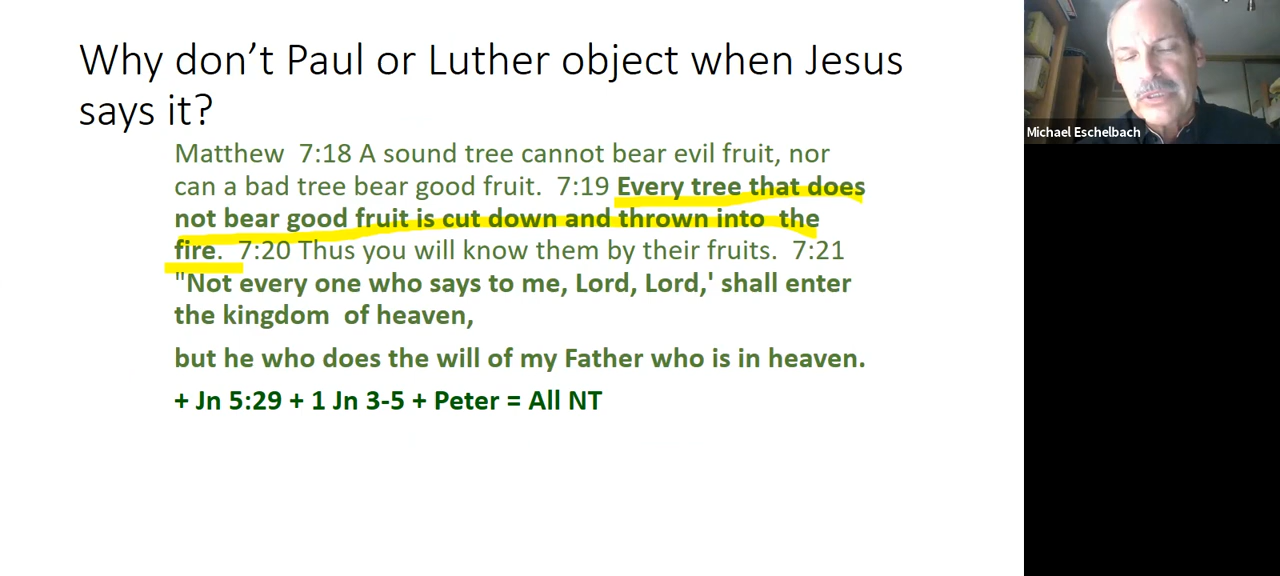 Why don't Paul or Luther object when Jesus
says it?
Matthew  7:18 A sound tree cannot bear evil fruit, nor
can a bad tree bear good fruit.  7:19 Every tree that does
not bear good fruit is cut down and thrown into  the
fire.  7:20 Thus you will know them by their fruits.  7:21
"Not every one who says to me, Lord, Lord,' shall enter
the kingdom  of heaven,
but he who does the will of my Father who is in heaven.
+ Jn 5:29 + 1 Jn 3-5 + Peter = All NT
Michael Eschelbach